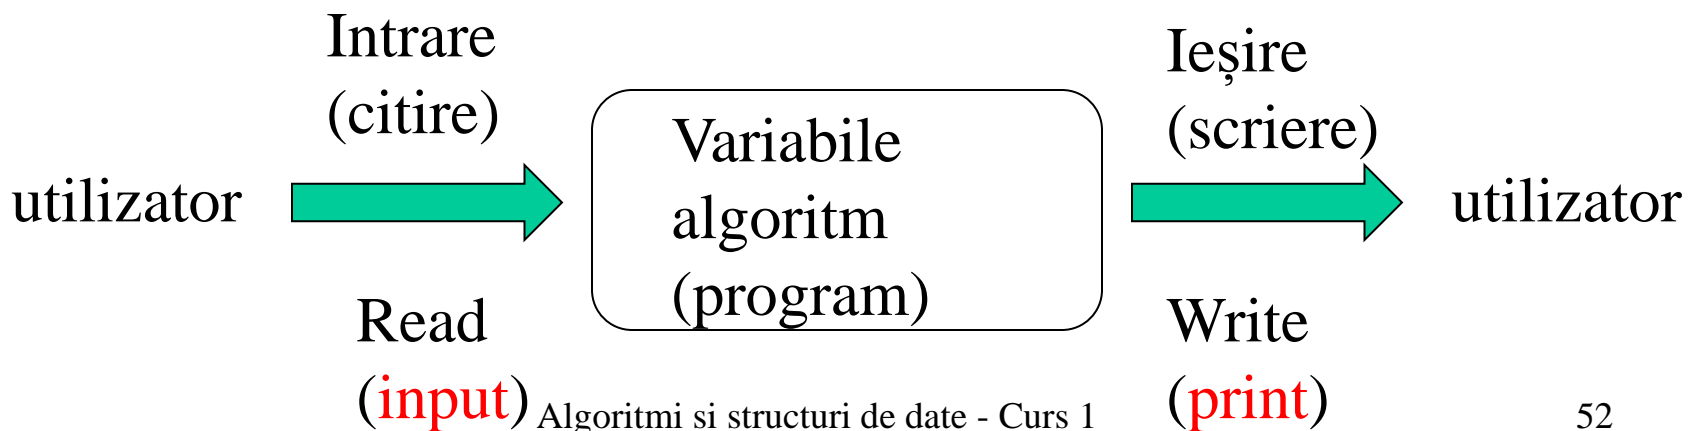 Intrare
(citire)
Ieșire
(scriere)
utilizator
Variabile
algoritm
(program)
utilizator
Read
(input)
Write
(print)
Algoritmi si structuri de date - Curs 1
52